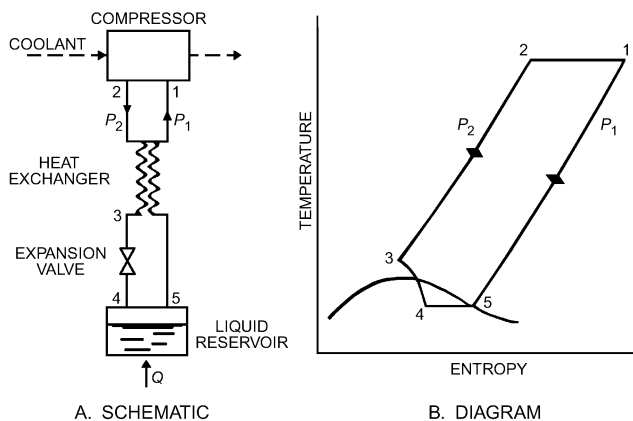 COMPRESSOR
COOLANT
2 1
P2 P1
HEAT
EXCHANGER
3
EXPANSION
VALVE
4 5
LIQUID
RESERVOIR
Q
A. SCHEMATIC
2 1
P2 P1
TEMPERATURE
3
4 5
ENTROPY
B. DIAGRAM